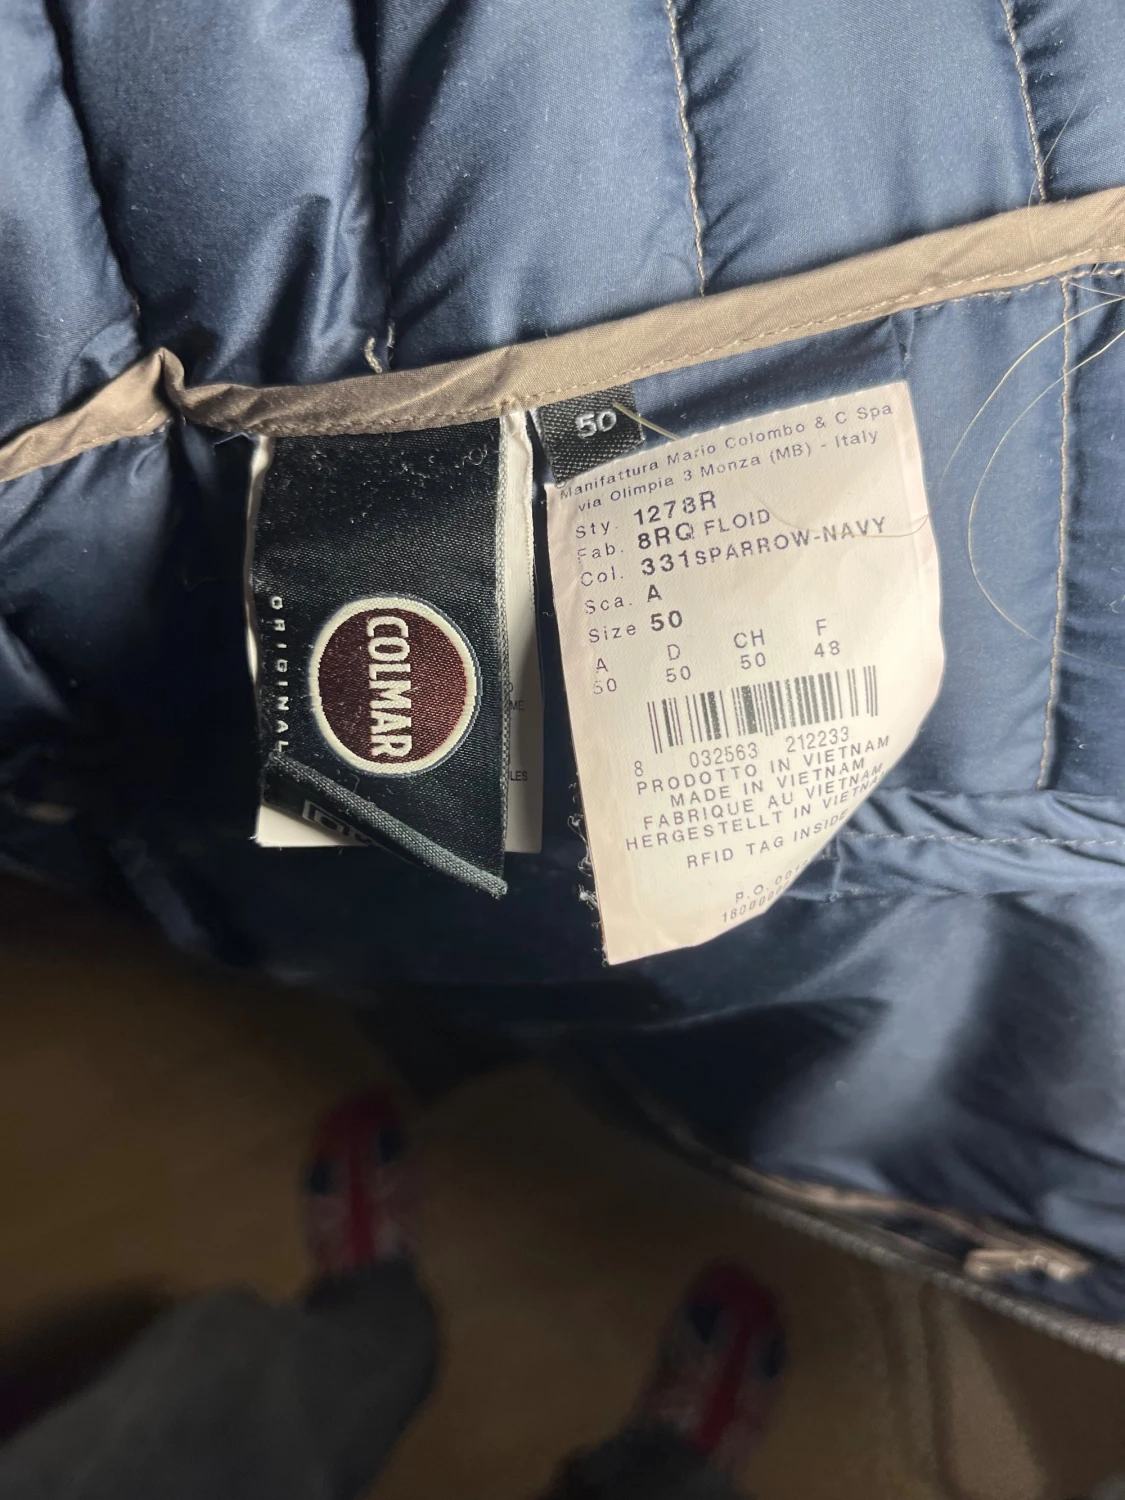 50
ORIGINAL
COLMAR
ME
LES
Manifattura Mario Colombo & C Spa
via Olimpia 3 Monza (MB) - Italy
Sty. 1278R
Fab. 8RQ FLOID
Col. 331SPARROW-NAVY
Sca. A
Size 50
A D CH F
50 50 50 48
8 032563 212233
PRODOTTO IN VIETNAM
MADE IN VIETNAM
FABRIQUE AU VIETNAM
HERGESTELLT IN VIETNAM
RFID TAG INSIDE
P.O.